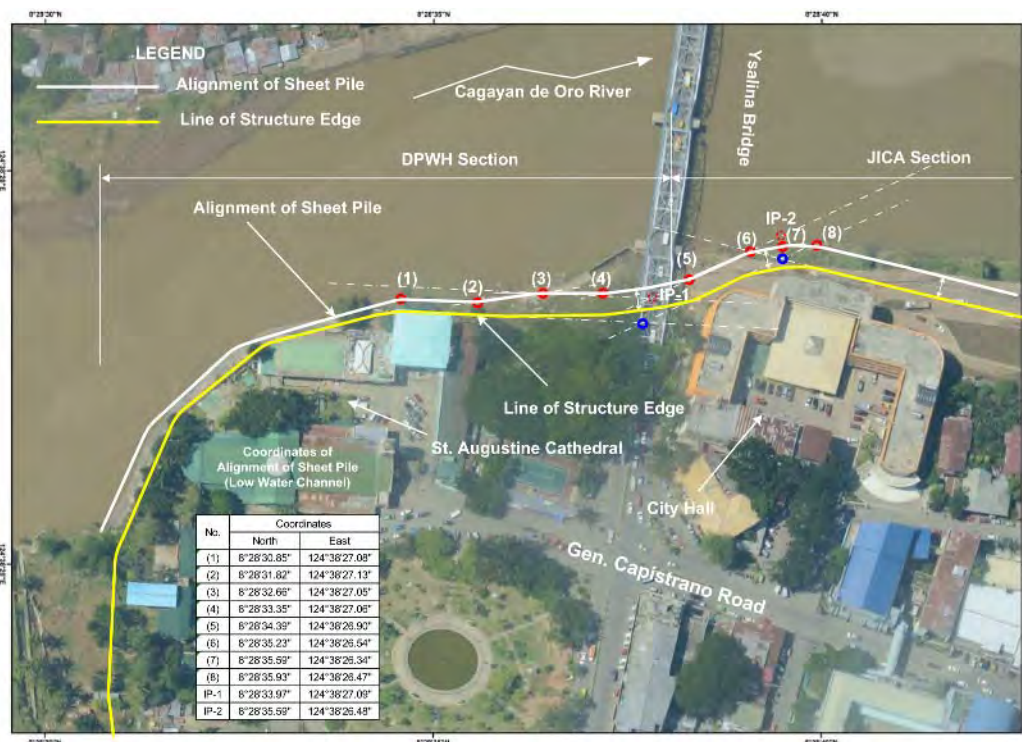 8°28'30"N
8°28'35"N
8°28'40"N
LEGEND
Alignment of Sheet Pile
Line of Structure Edge
Cagayan de Oro River
Ysalina Bridge
DPWH Section
JICA Section
124°38'28"E
Alignment of Sheet Pile
IP-2
(1)
(2)
(3)
(4)
(5)
(6)
(7)
(8)
IP-1
Line of Structure Edge
St. Augustine Cathedral
City Hall
Coordinates of
Alignment of Sheet Pile
(Low Water Channel)
Gen. Capistrano Road
No. Coordinates
North East
(1) 8°28'30.85" 124°38'27.08"
(2) 8°28'31.82" 124°38'27.13"
(3) 8°28'32.66" 124°38'27.05"
(4) 8°28'33.35" 124°38'27.06"
(5) 8°28'34.39" 124°38'26.90"
(6) 8°28'35.23" 124°38'26.54"
(7) 8°28'35.59" 124°38'26.34"
(8) 8°28'35.93" 124°38'26.47"
IP-1 8°28'33.97" 124°38'27.09"
IP-2 8°28'35.59" 124°38'26.48"